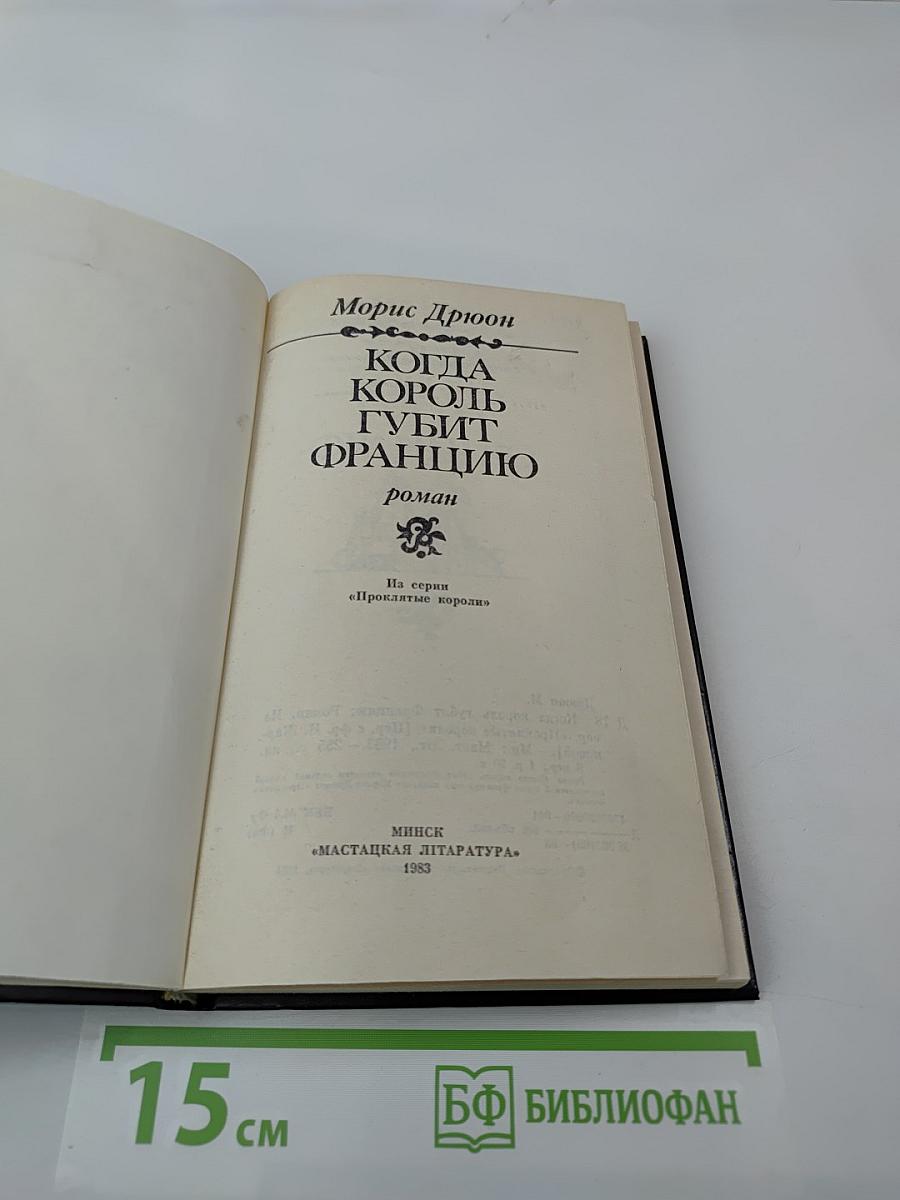 Морис Дрюон
КОГДА
КОРОЛЬ
ГУБИТ
ФРАНЦИЮ
роман
Из серии
«Проклятые короли»
МИНСК
«МАСТАЦКАЯ ЛІТАРАТУРА»
1983
15 см
БФ БИБЛИОФАН